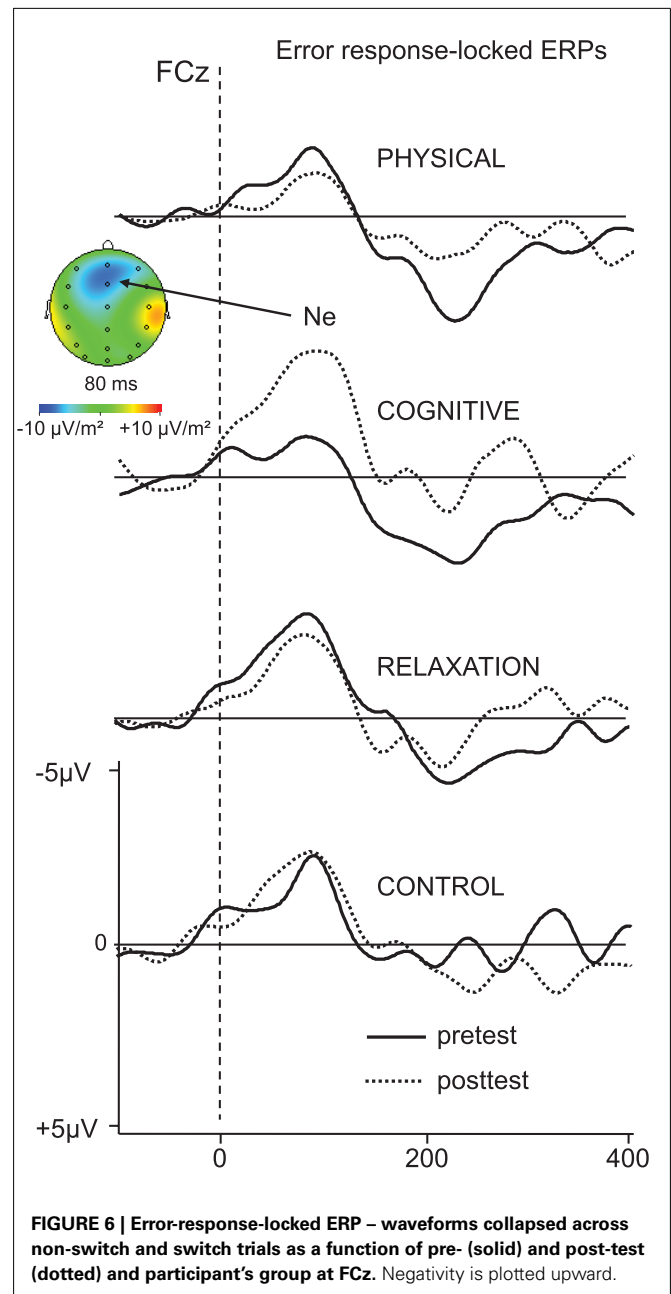 Error response-locked ERPs
FCz
PHYSICAL
Ne
80 ms
-10 µV/m² +10 µV/m²
COGNITIVE
RELAXATION
-5µV
CONTROL
0
pretest
posttest
+5µV
0 200 400
FIGURE 6 | Error-response-locked ERP – waveforms collapsed across
non-switch and switch trials as a function of pre- (solid) and post-test
(dotted) and participant's group at FCz. Negativity is plotted upward.